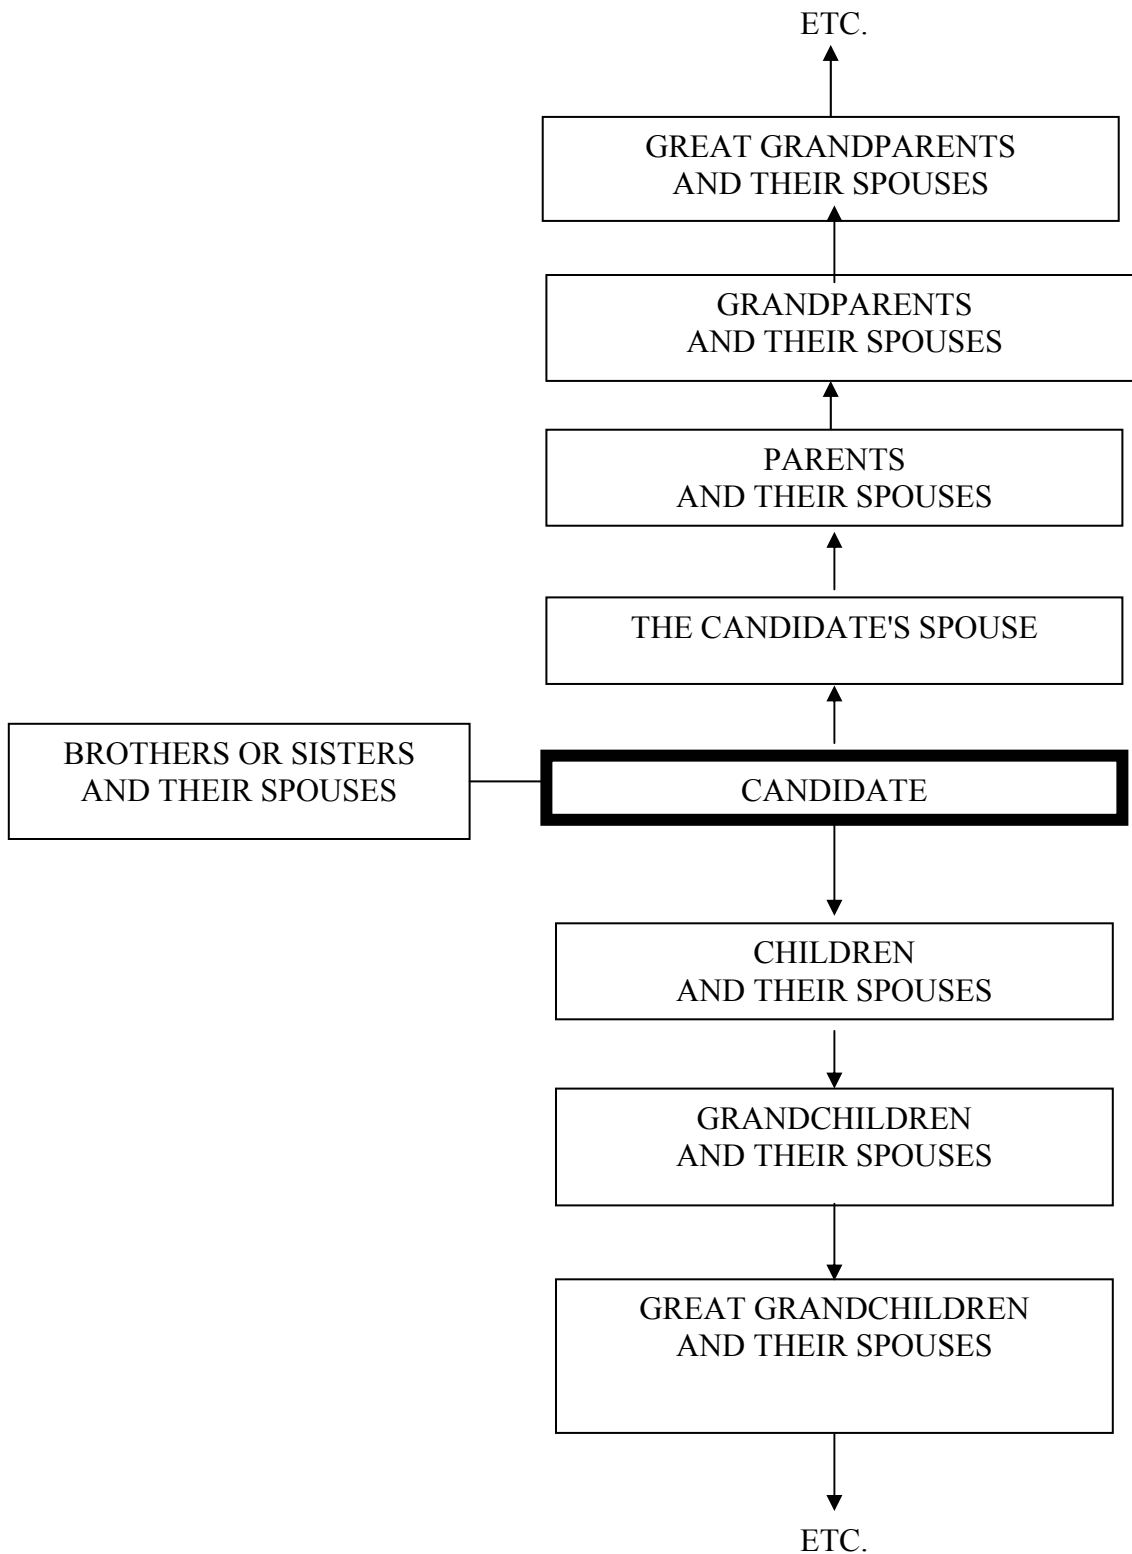 ETC.
GREAT GRANDPARENTS
AND THEIR SPOUSES
GRANDPARENTS
AND THEIR SPOUSES
PARENTS
AND THEIR SPOUSES
THE CANDIDATE'S SPOUSE
BROTHERS OR SISTERS
AND THEIR SPOUSES
CANDIDATE
CHILDREN
AND THEIR SPOUSES
GRANDCHILDREN
AND THEIR SPOUSES
GREAT GRANDCHILDREN
AND THEIR SPOUSES
ETC.